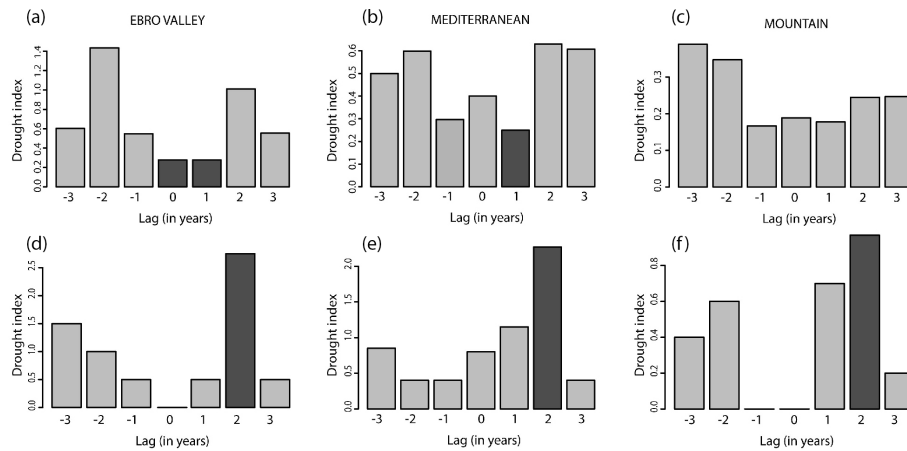 (a) EBRO VALLEY
Drought index
1.4
1.0
0.6
0.4
0.2
0.0
-3 -2 -1 0 1 2 3
Lag (in years)
(b) MEDITERRANEAN
Drought index
0.6
0.5
0.4
0.3
0.2
0.1
0.0
-3 -2 -1 0 1 2 3
Lag (in years)
(c) MOUNTAIN
Drought index
0.3
0.2
0.1
0.0
-3 -2 -1 0 1 2 3
Lag (in years)
(d)
Drought index
2.5
1.5
1.0
0.5
0.0
-3 -2 -1 0 1 2 3
Lag (in years)
(e)
Drought index
2.0
1.5
1.0
0.5
0.0
-3 -2 -1 0 1 2 3
Lag (in years)
(f)
Drought index
0.8
0.6
0.4
0.2
0.0
-3 -2 -1 0 1 2 3
Lag (in years)